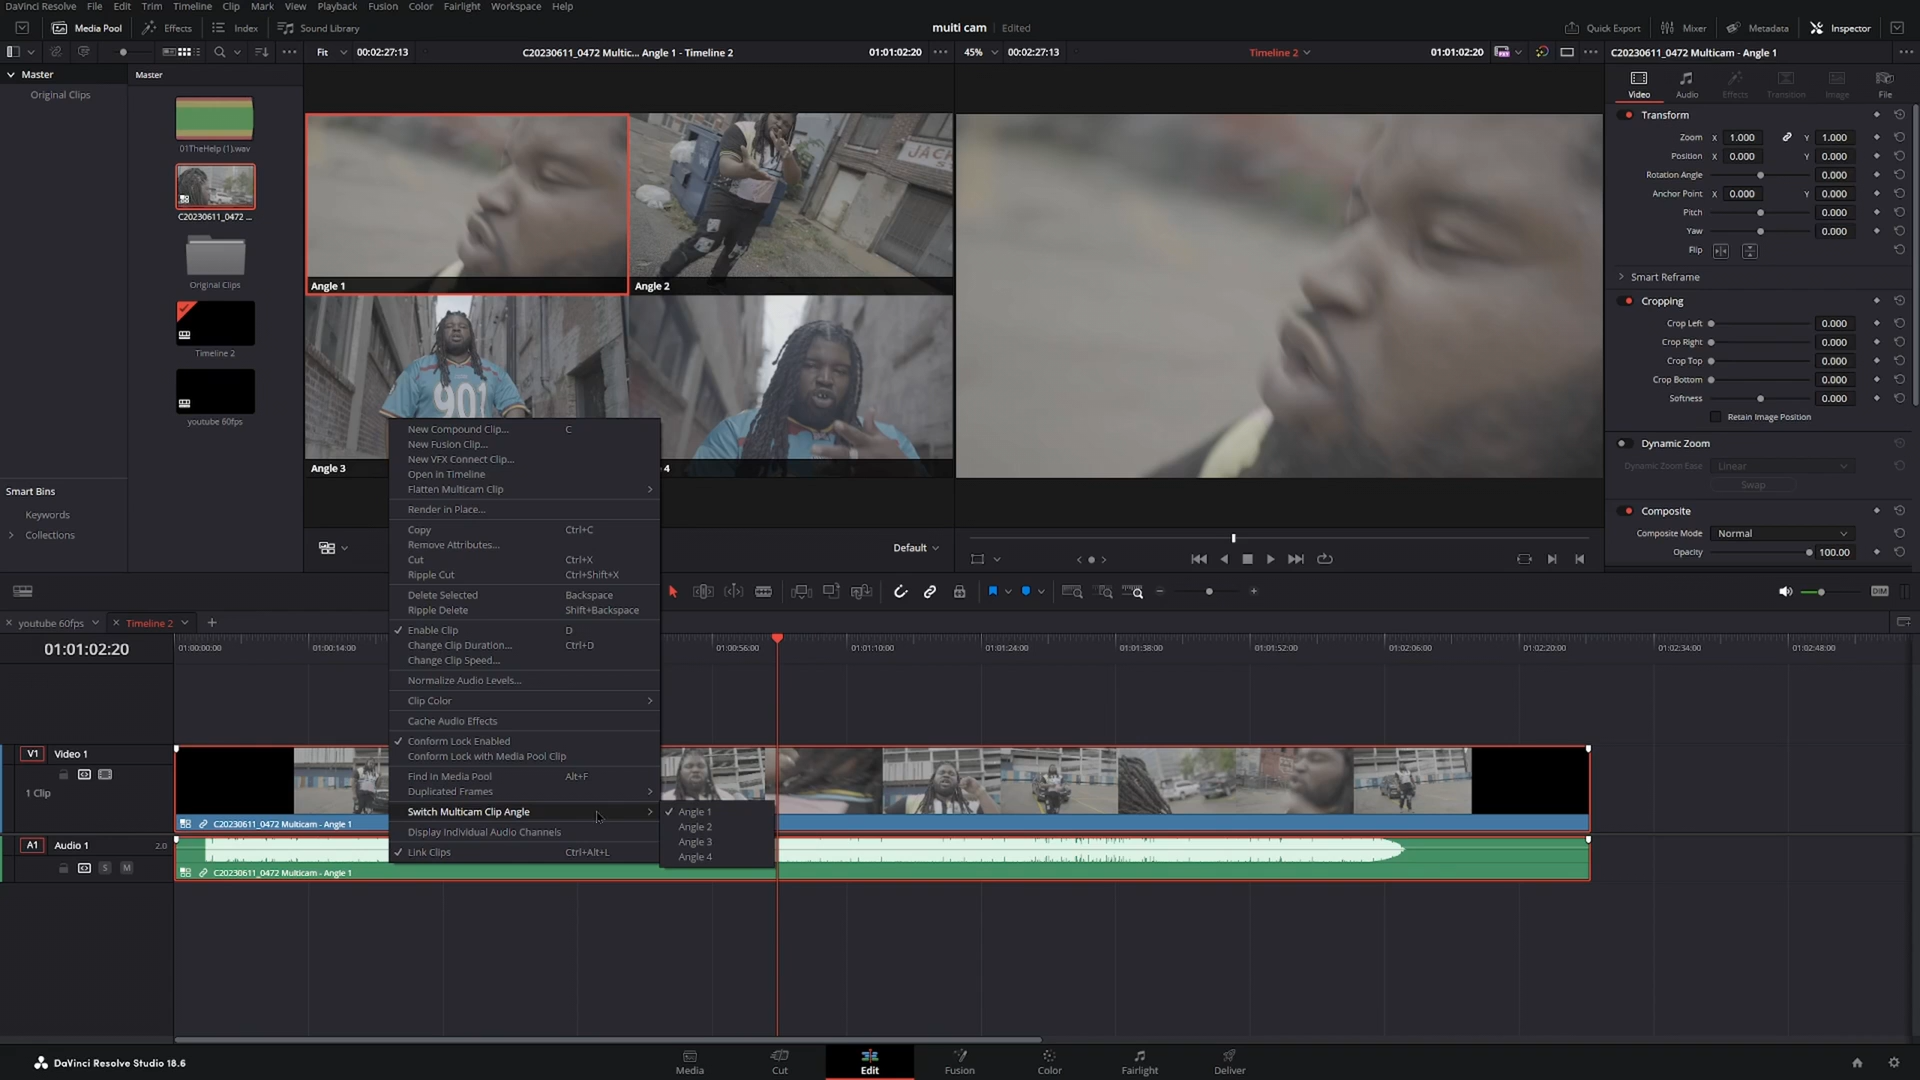 DaVinci Resolve File Edit Trim Timeline Clip Mark View Playback Fusion Color Fairlight Workspace Help
Media Pool Effects Index Sound Library multi cam Edited Quick Export Mixer Metadata Inspector
Fit 00:02:27:13 C20230611_0472 Multic... Angle 1 - Timeline 2 01:01:02:20 45% 00:02:27:13 Timeline 2 01:01:02:20 C20230611_0472 Multicam - Angle 1
Master
Original Clips
Master
01TheHelp (1).wav
C20230611_0472 ...
Original Clips
Timeline 2
youtube 60fps
Smart Bins
Keywords
Collections
JACK
Angle 1
Angle 2
901
Angle 3
4
Default
Video Audio Effects Transition Image File
Transform
Zoom X 1.000 Y 1.000
Position X 0.000 Y 0.000
Rotation Angle 0.000
Anchor Point X 0.000 Y 0.000
Pitch 0.000
Yaw 0.000
Flip
Smart Reframe
Cropping
Crop Left 0.000
Crop Right 0.000
Crop Top 0.000
Crop Bottom 0.000
Softness 0.000
Retain Image Position
Dynamic Zoom
Dynamic Zoom Ease Linear
Swap
Composite
Composite Mode Normal
Opacity 100.00
New Compound Clip... C
New Fusion Clip...
New VFX Connect Clip...
Open in Timeline
Flatten Multicam Clip
Render in Place...
Copy Ctrl+C
Remove Attributes...
Cut Ctrl+X
Ripple Cut Ctrl+Shift+X
Delete Selected Backspace
Ripple Delete Shift+Backspace
Enable Clip D
Change Clip Duration... Ctrl+D
Change Clip Speed...
Normalize Audio Levels...
Clip Color
Cache Audio Effects
Conform Lock Enabled
Conform Lock with Media Pool Clip
Find In Media Pool Alt+F
Duplicated Frames
Switch Multicam Clip Angle
Display Individual Audio Channels
Link Clips Ctrl+Alt+L
Angle 1
Angle 2
Angle 3
Angle 4
DIM
youtube 60fps Timeline 2
01:01:02:20 01:00:00:00 01:00:14:00 01:00:56:00 01:01:10:00 01:01:24:00 01:01:38:00 01:01:52:00 01:02:06:00 01:02:20:00 01:02:34:00 01:02:48:00
V1 Video 1
1 Clip
C20230611_0472 Multicam - Angle 1
A1 Audio 1 2.0
S M
C20230611_0472 Multicam - Angle 1
DaVinci Resolve Studio 18.6
Media Cut Edit Fusion Color Fairlight Deliver